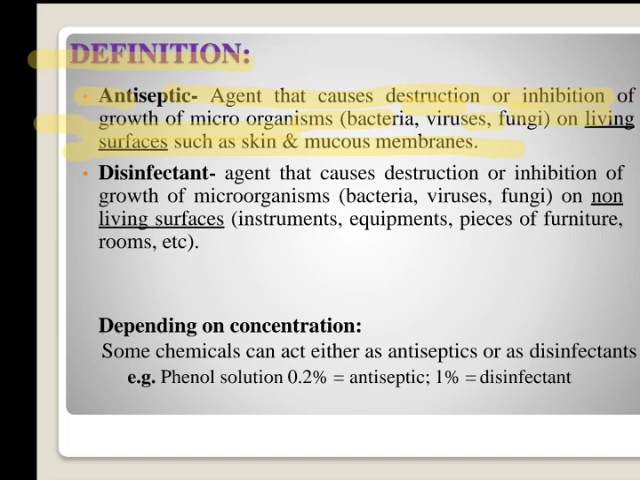 DEFINITION:
• Antiseptic- Agent that causes destruction or inhibition of
growth of micro organisms (bacteria, viruses, fungi) on living
surfaces such as skin & mucous membranes.
• Disinfectant- agent that causes destruction or inhibition of
growth of microorganisms (bacteria, viruses, fungi) on non
living surfaces (instruments, equipments, pieces of furniture,
rooms, etc).
Depending on concentration:
Some chemicals can act either as antiseptics or as disinfectants
e.g. Phenol solution 0.2% = antiseptic; 1% = disinfectant